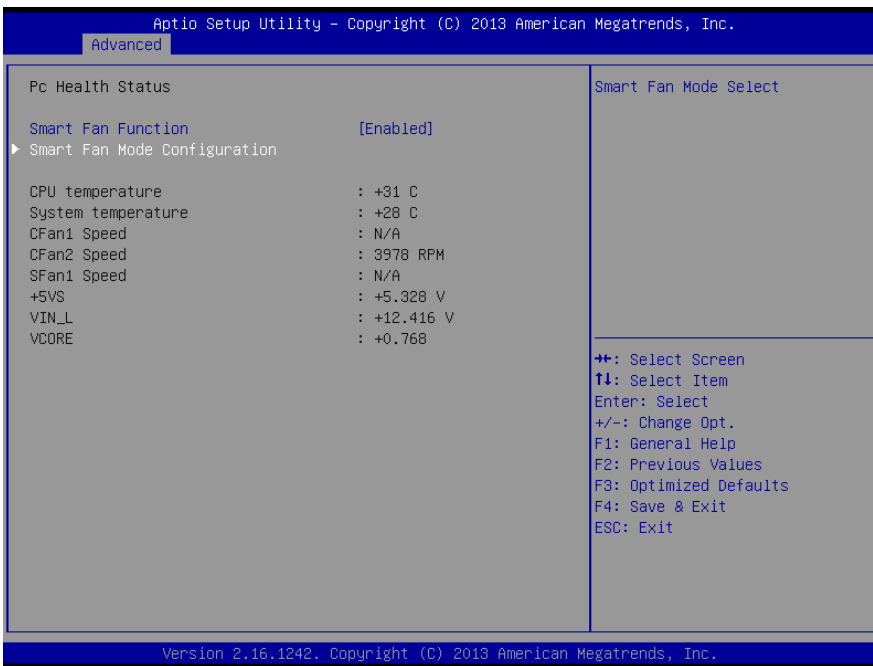 Aptio Setup Utility – Copyright (C) 2013 American Megatrends, Inc.
Advanced
Pc Health Status
Smart Fan Function [Enabled]
Smart Fan Mode Configuration
CPU temperature : +31 C
System temperature : +28 C
CFan1 Speed : N/A
CFan2 Speed : 3978 RPM
SFan1 Speed : N/A
+5VS : +5.328 V
VIN_L : +12.416 V
VCORE : +0.768
Smart Fan Mode Select
→←: Select Screen
↑↓: Select Item
Enter: Select
+/-: Change Opt.
F1: General Help
F2: Previous Values
F3: Optimized Defaults
F4: Save & Exit
ESC: Exit
Version 2.16.1242. Copyright (C) 2013 American Megatrends, Inc.